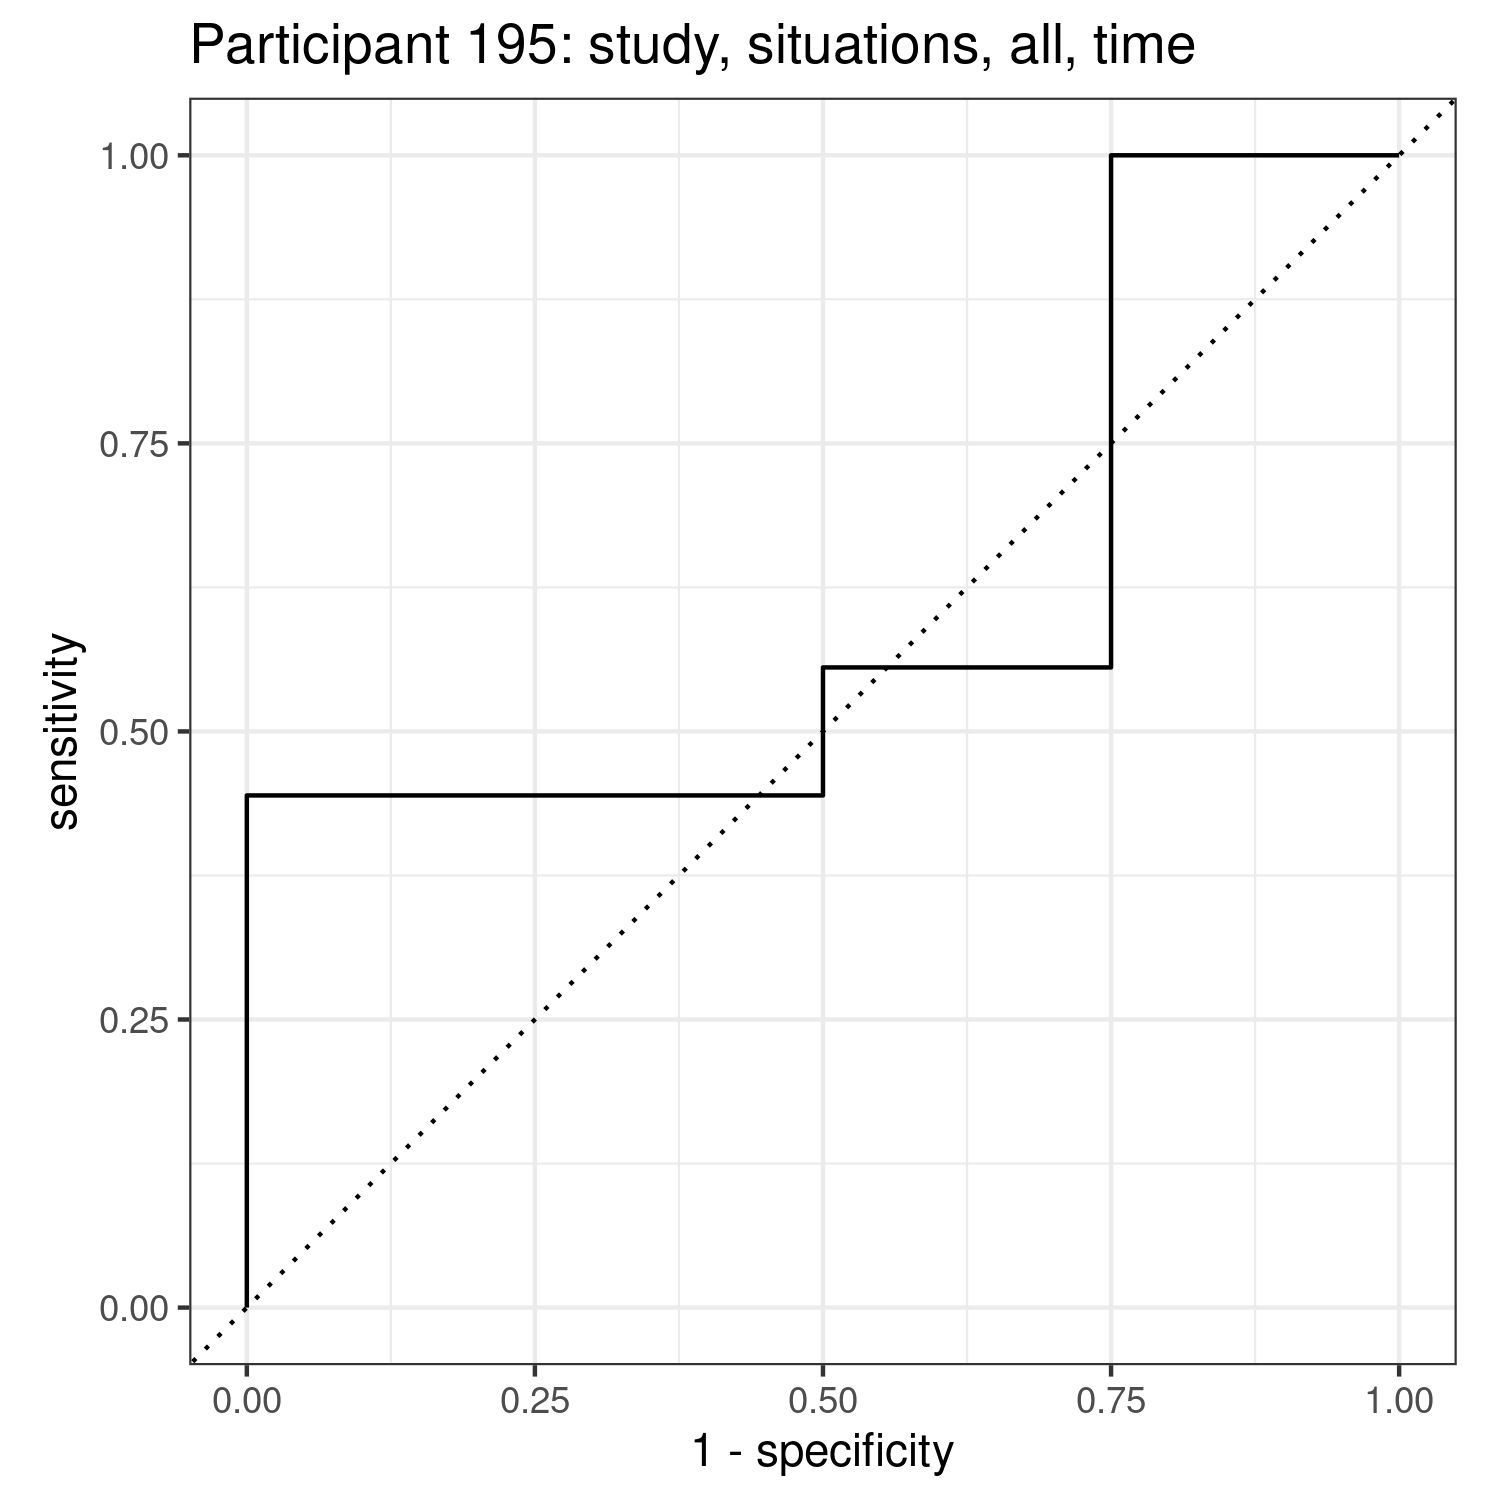 Participant 195: study, situations, all, time
1.00
0.75
0.50
0.25
0.00
sensitivity
0.00 0.25 0.50 0.75 1.00
1 - specificity